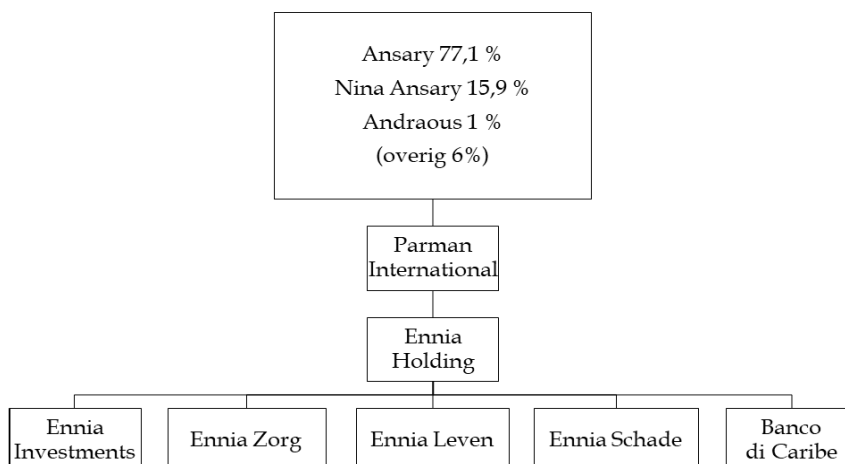 Ansary 77,1 %
Nina Ansary 15,9 %
Andraous 1 %
(overig 6%)
Parman
International
Ennia
Holding
Ennia
Investments
Ennia Zorg
Ennia Leven
Ennia Schade
Banco
di Caribe